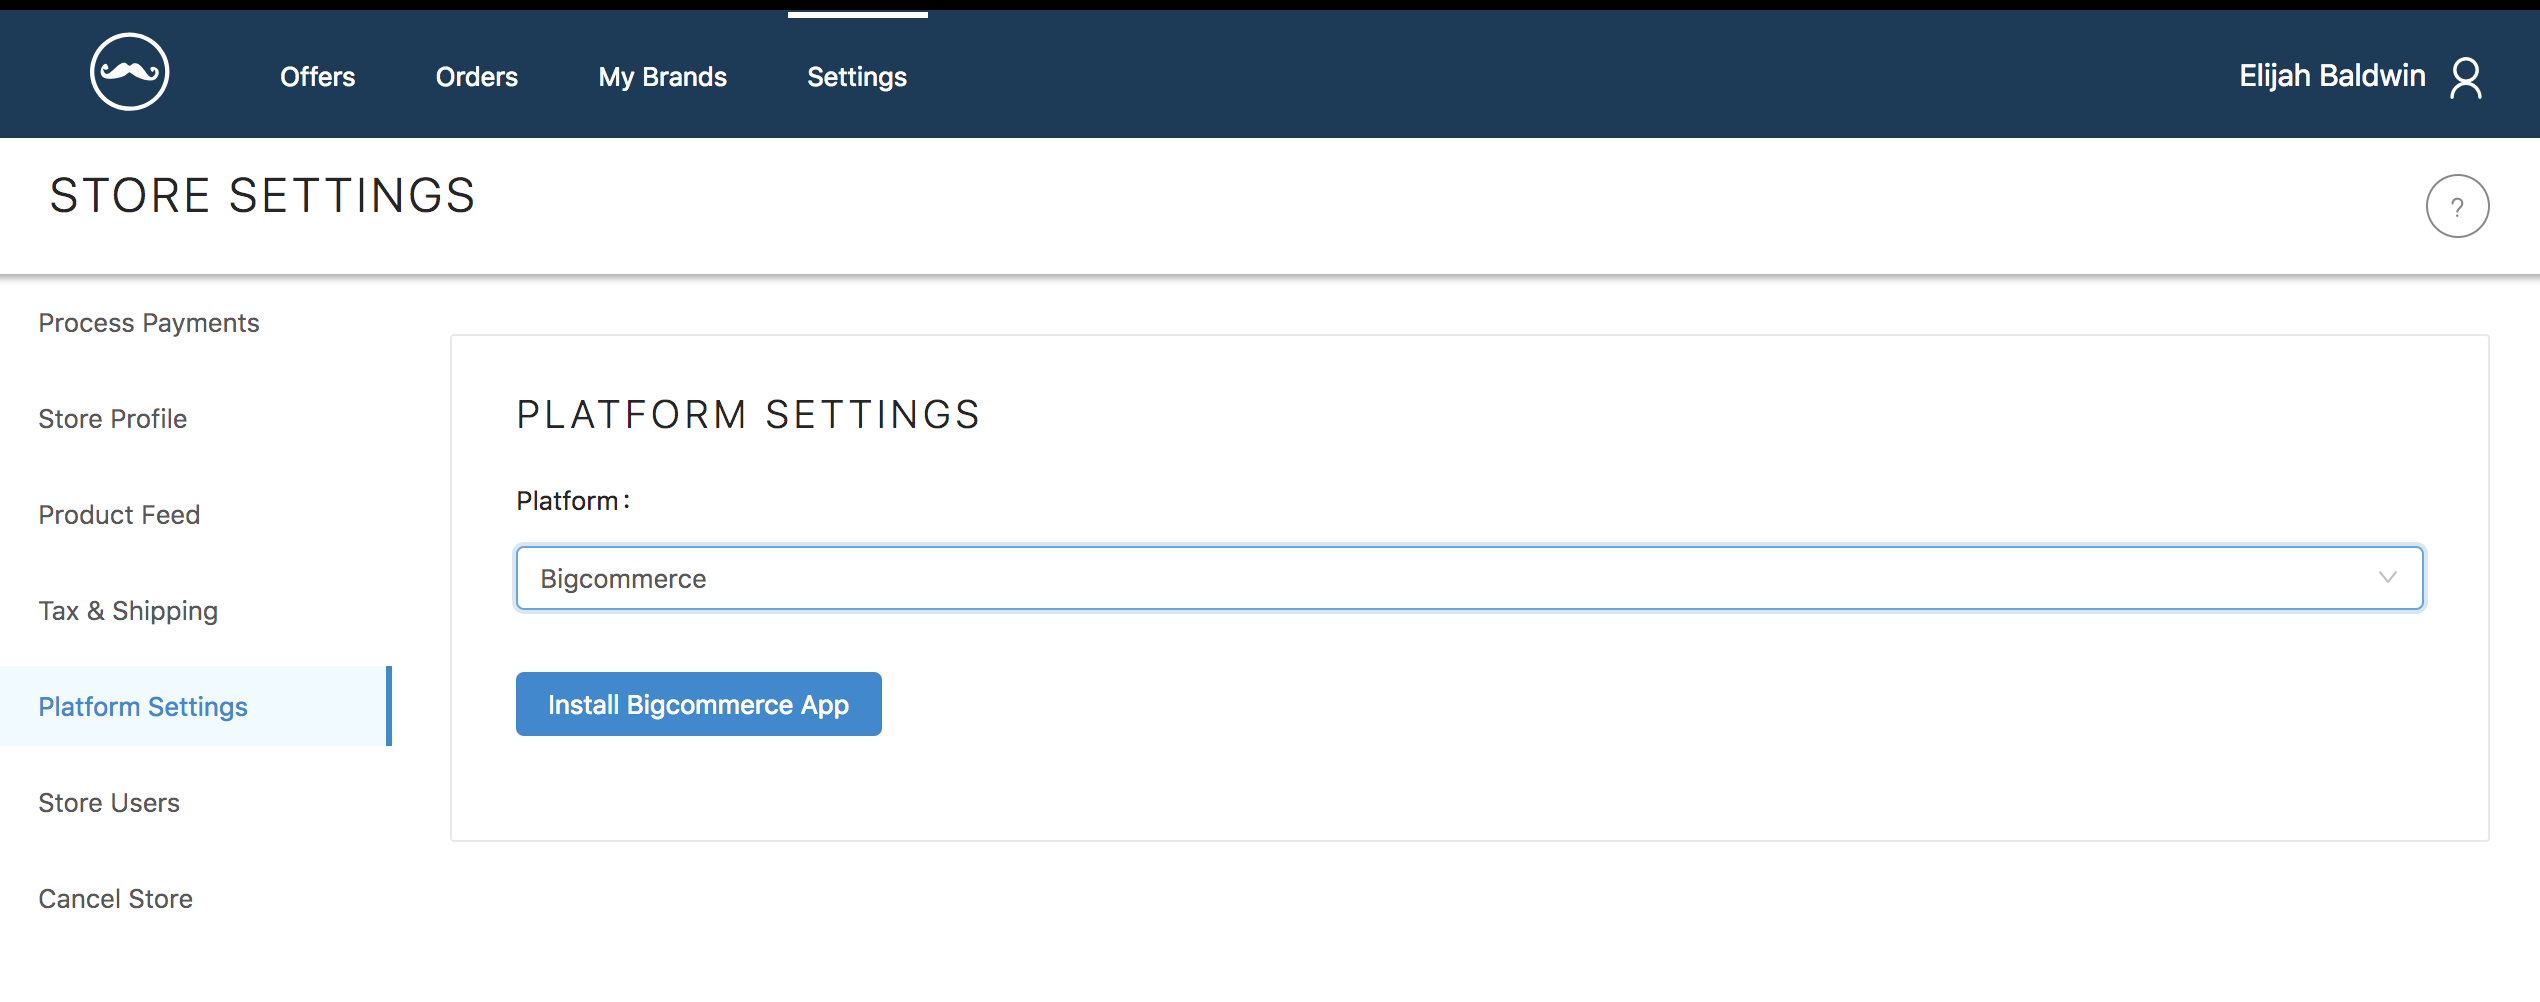 Offers Orders My Brands Settings Elijah Baldwin
STORE SETTINGS
?
Process Payments
Store Profile
Product Feed
Tax & Shipping
Platform Settings
Store Users
Cancel Store
PLATFORM SETTINGS
Platform :
Bigcommerce
Install Bigcommerce App